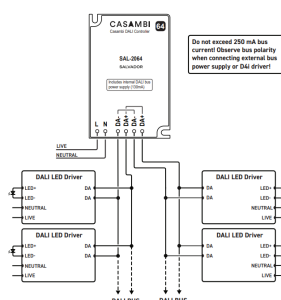 CASAMBI
Casambi DALI Controller
64
SAL-2064
SALVADOR
Includes internal DALI bus
power supply (130mA)
Do not exceed 250 mA bus
current! Observe bus polarity
when connecting external bus
power supply or D4i driver!
L N DA- DA+ DA- DA+
LIVE
NEUTRAL
DALI LED Driver
LED+ DA
LED- DA
NEUTRAL
LIVE
DALI LED Driver
DA LED+
DA LED-
NEUTRAL
LIVE
DALI LED Driver
LED+ DA
LED- DA
NEUTRAL
LIVE
DALI LED Driver
DA LED+
DA LED-
NEUTRAL
LIVE
DALI BUS DALI BUS